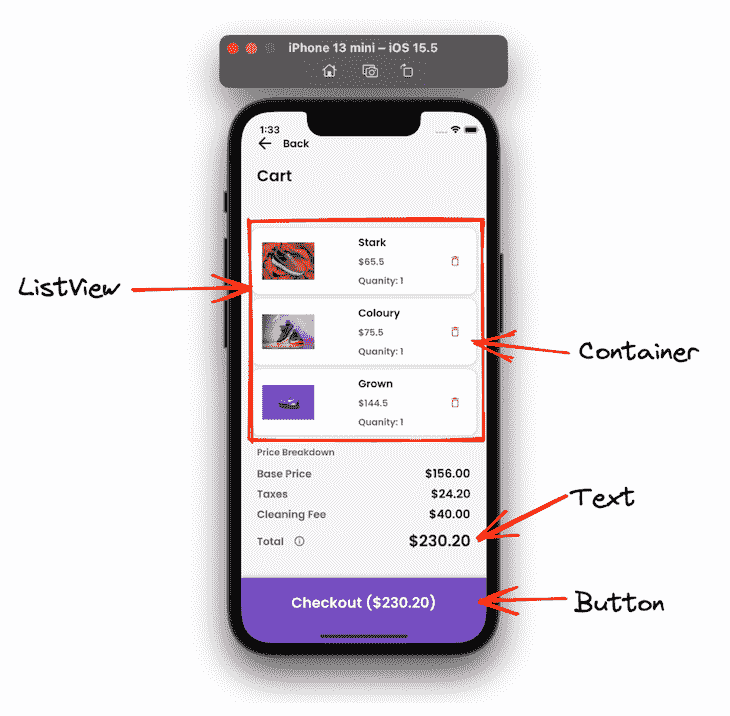 iPhone 13 mini – iOS 15.5
1:33
Back
Cart
Stark
$65.5
Quanity: 1
ListView
Coloury
$75.5
Quanity: 1
Container
Grown
$144.5
Quanity: 1
Price Breakdown
Base Price $156.00
Taxes $24.20
Text
Cleaning Fee $40.00
Total $230.20
Checkout ($230.20)
Button